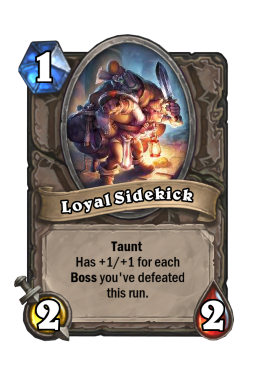 1
Loyal Sidekick
Taunt
Has +1/+1 for each
Boss you've defeated
this run.
2 2